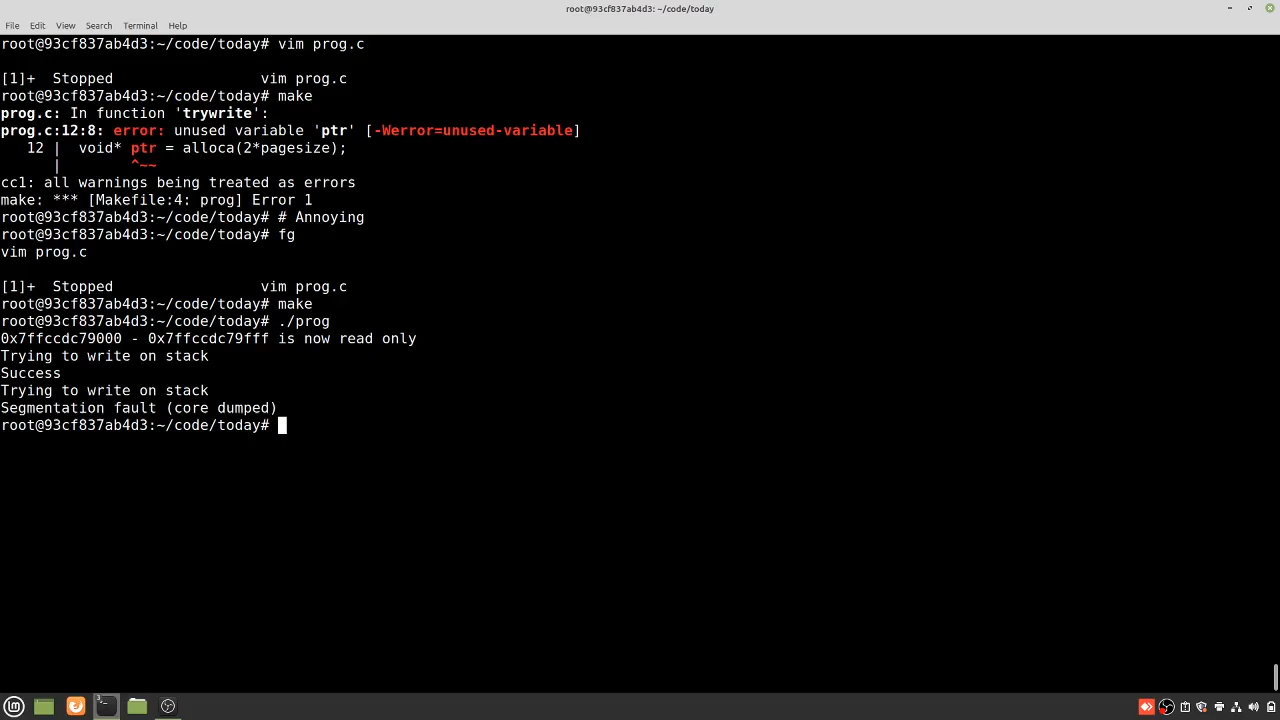 root@93cf837ab4d3: ~/code/today
File Edit View Search Terminal Help
root@93cf837ab4d3:~/code/today# vim prog.c
[1]+  Stopped                 vim prog.c
root@93cf837ab4d3:~/code/today# make
prog.c: In function 'trywrite':
prog.c:12:8: error: unused variable 'ptr' [-Werror=unused-variable]
   12 |  void* ptr = alloca(2*pagesize);
      |        ^~~
cc1: all warnings being treated as errors
make: *** [Makefile:4: prog] Error 1
root@93cf837ab4d3:~/code/today# # Annoying
root@93cf837ab4d3:~/code/today# fg
vim prog.c
[1]+  Stopped                 vim prog.c
root@93cf837ab4d3:~/code/today# make
root@93cf837ab4d3:~/code/today# ./prog
0x7ffccdc79000 - 0x7ffccdc79fff is now read only
Trying to write on stack
Success
Trying to write on stack
Segmentation fault (core dumped)
root@93cf837ab4d3:~/code/today#
3